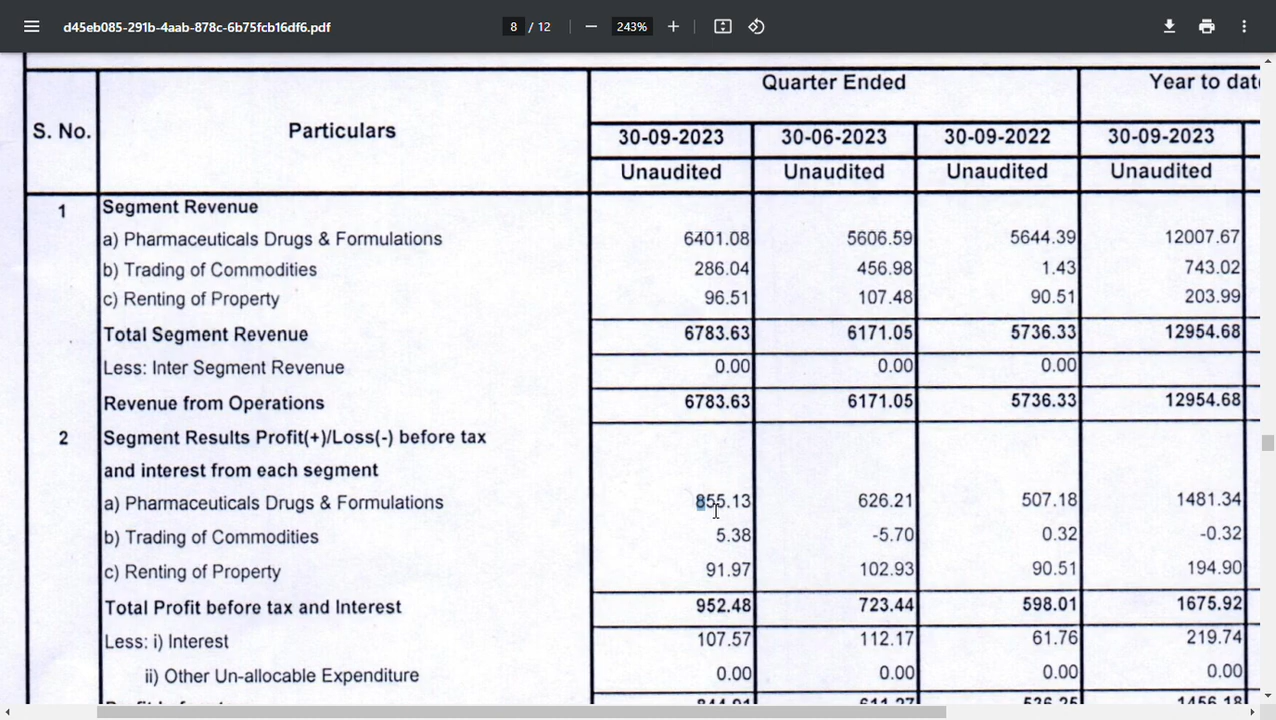 d45eb085-291b-4aab-878c-6b75fcb16df6.pdf 8 / 12 243%
Quarter Ended Year to date
S. No. Particulars 30-09-2023 30-06-2023 30-09-2022 30-09-2023
Unaudited Unaudited Unaudited Unaudited
1 Segment Revenue
a) Pharmaceuticals Drugs & Formulations 6401.08 5606.59 5644.39 12007.67
b) Trading of Commodities 286.04 456.98 1.43 743.02
c) Renting of Property 96.51 107.48 90.51 203.99
Total Segment Revenue 6783.63 6171.05 5736.33 12954.68
Less: Inter Segment Revenue 0.00 0.00 0.00
Revenue from Operations 6783.63 6171.05 5736.33 12954.68
2 Segment Results Profit(+)/Loss(-) before tax
and interest from each segment
a) Pharmaceuticals Drugs & Formulations 855.13 626.21 507.18 1481.34
b) Trading of Commodities 5.38 -5.70 0.32 -0.32
c) Renting of Property 91.97 102.93 90.51 194.90
Total Profit before tax and Interest 952.48 723.44 598.01 1675.92
Less: i) Interest 107.57 112.17 61.76 219.74
ii) Other Un-allocable Expenditure 0.00 0.00 0.00 0.00